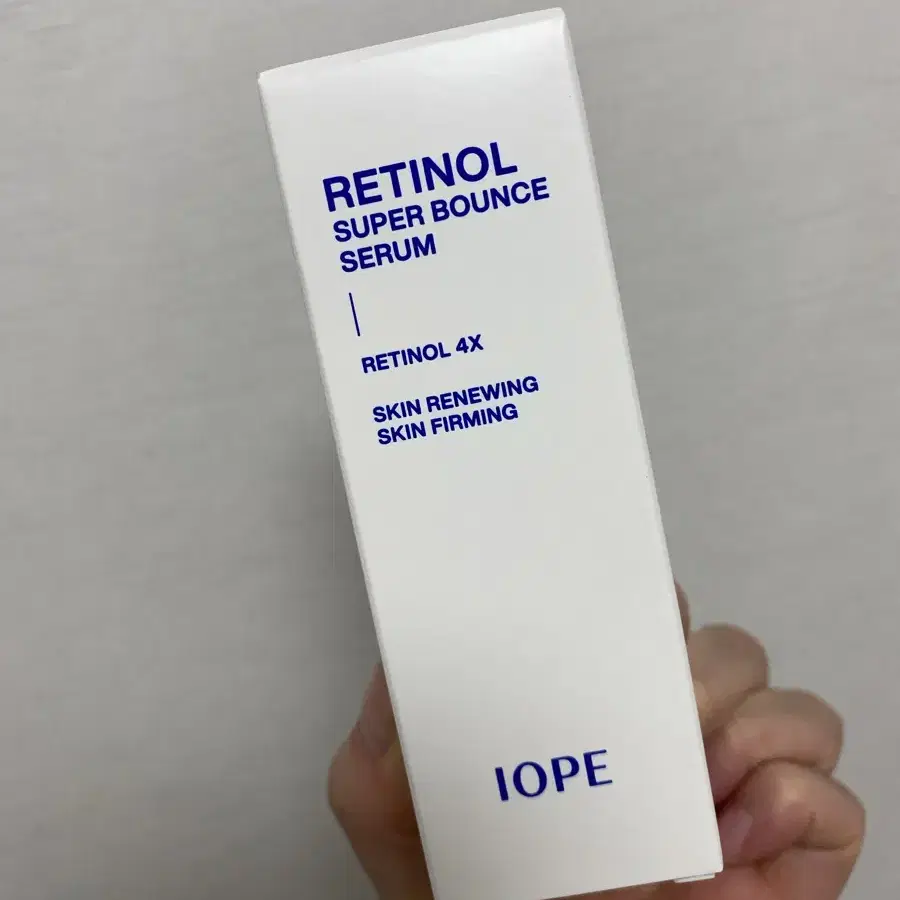 RETINOL
SUPER BOUNCE
SERUM
RETINOL 4X
SKIN RENEWING
SKIN FIRMING
IOPE